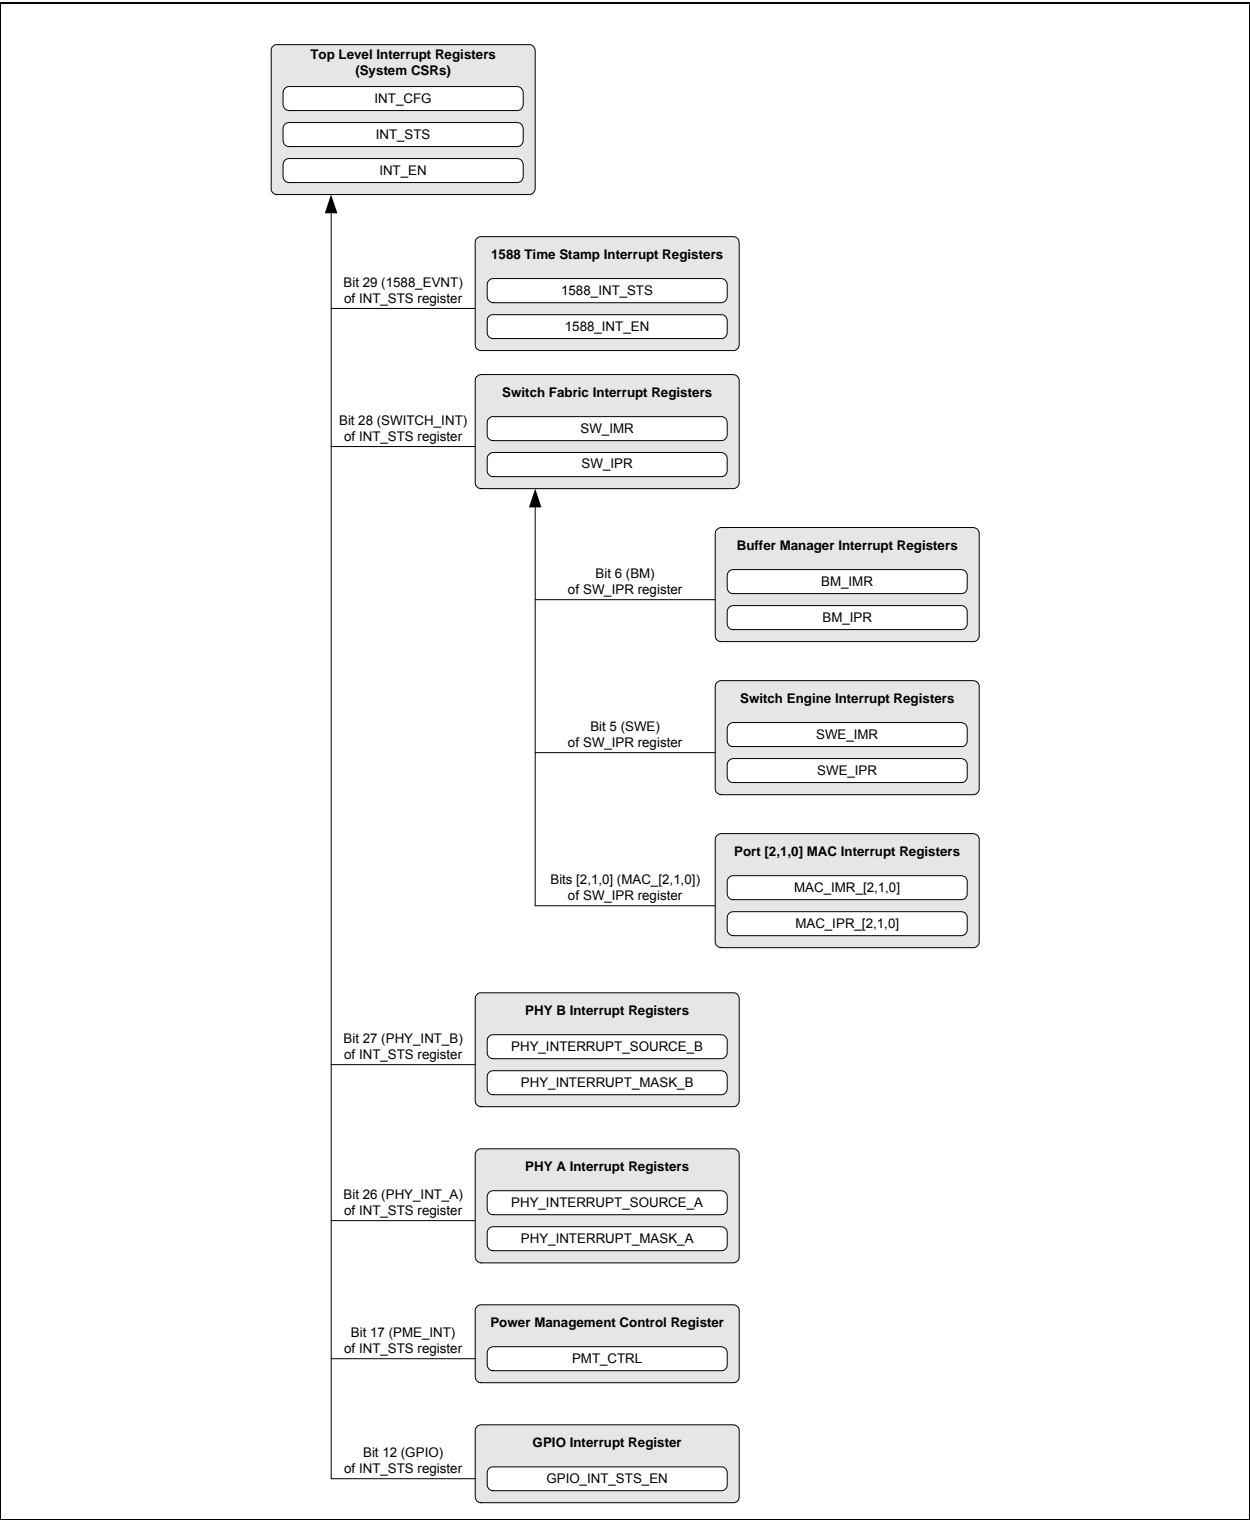 Top Level Interrupt Registers
(System CSRs)
INT_CFG
INT_STS
INT_EN
1588 Time Stamp Interrupt Registers
Bit 29 (1588_EVNT)
of INT_STS register
1588_INT_STS
1588_INT_EN
Switch Fabric Interrupt Registers
Bit 28 (SWITCH_INT)
of INT_STS register
SW_IMR
SW_IPR
Buffer Manager Interrupt Registers
Bit 6 (BM)
of SW_IPR register
BM_IMR
BM_IPR
Switch Engine Interrupt Registers
Bit 5 (SWE)
of SW_IPR register
SWE_IMR
SWE_IPR
Port [2,1,0] MAC Interrupt Registers
Bits [2,1,0] (MAC_[2,1,0])
of SW_IPR register
MAC_IMR_[2,1,0]
MAC_IPR_[2,1,0]
PHY B Interrupt Registers
Bit 27 (PHY_INT_B)
of INT_STS register
PHY_INTERRUPT_SOURCE_B
PHY_INTERRUPT_MASK_B
PHY A Interrupt Registers
Bit 26 (PHY_INT_A)
of INT_STS register
PHY_INTERRUPT_SOURCE_A
PHY_INTERRUPT_MASK_A
Power Management Control Register
Bit 17 (PME_INT)
of INT_STS register
PMT_CTRL
GPIO Interrupt Register
Bit 12 (GPIO)
of INT_STS register
GPIO_INT_STS_EN